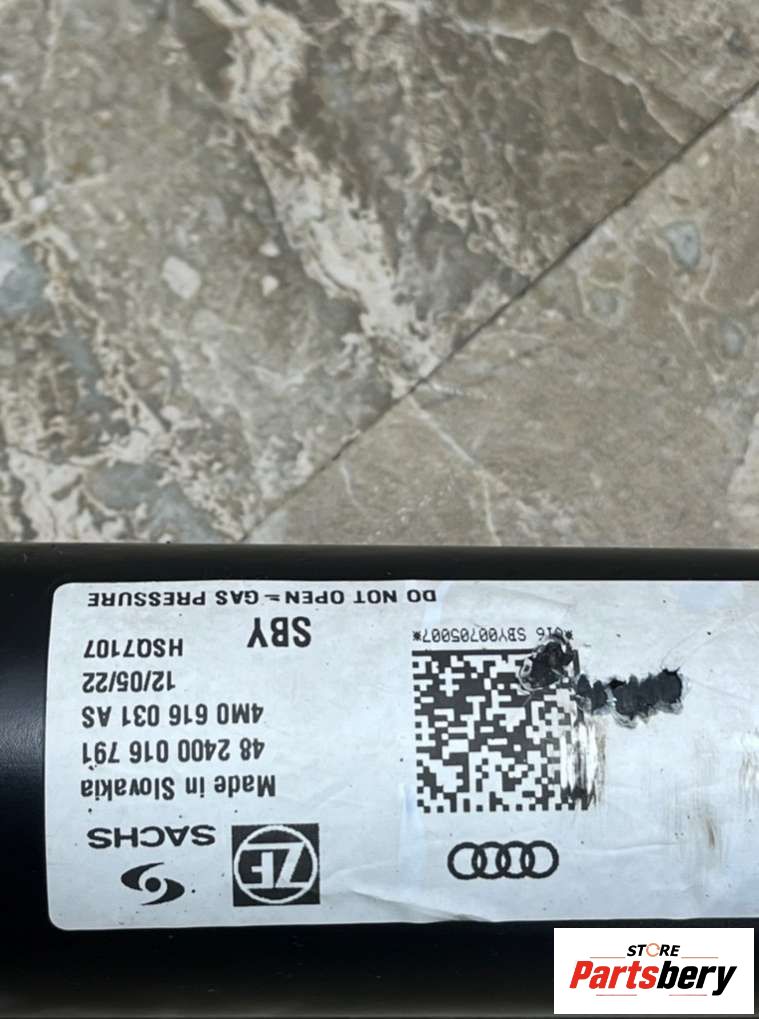 ZF
SACHS
Made in Slovakia
48 2400 016 791
4M0 616 031 AS
12/05/22
HSQ7107
SBY
SBY00705007*
DO NOT OPEN - GAS PRESSURE
STORE
Partsbery